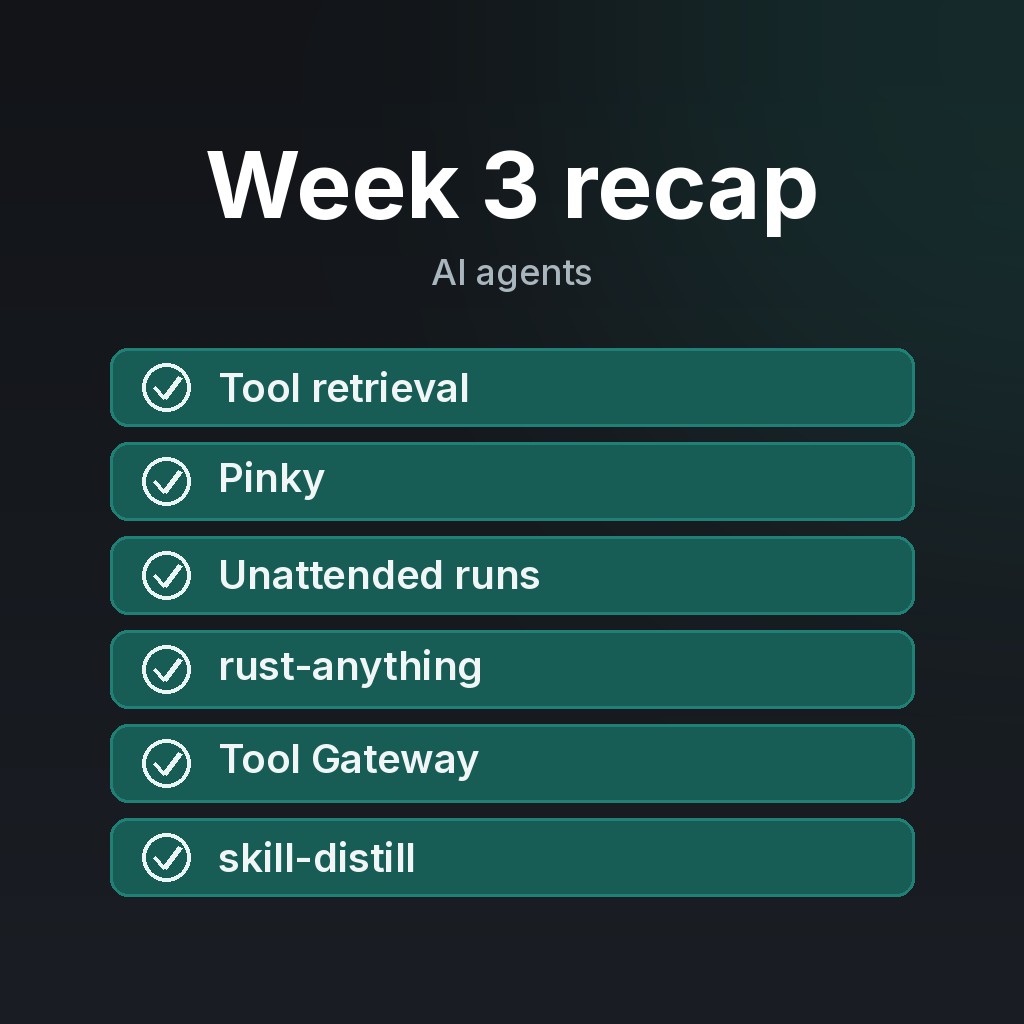 Week 3 recap
AI agents
Tool retrieval
Pinky
Unattended runs
rust-anything
Tool Gateway
skill-distill